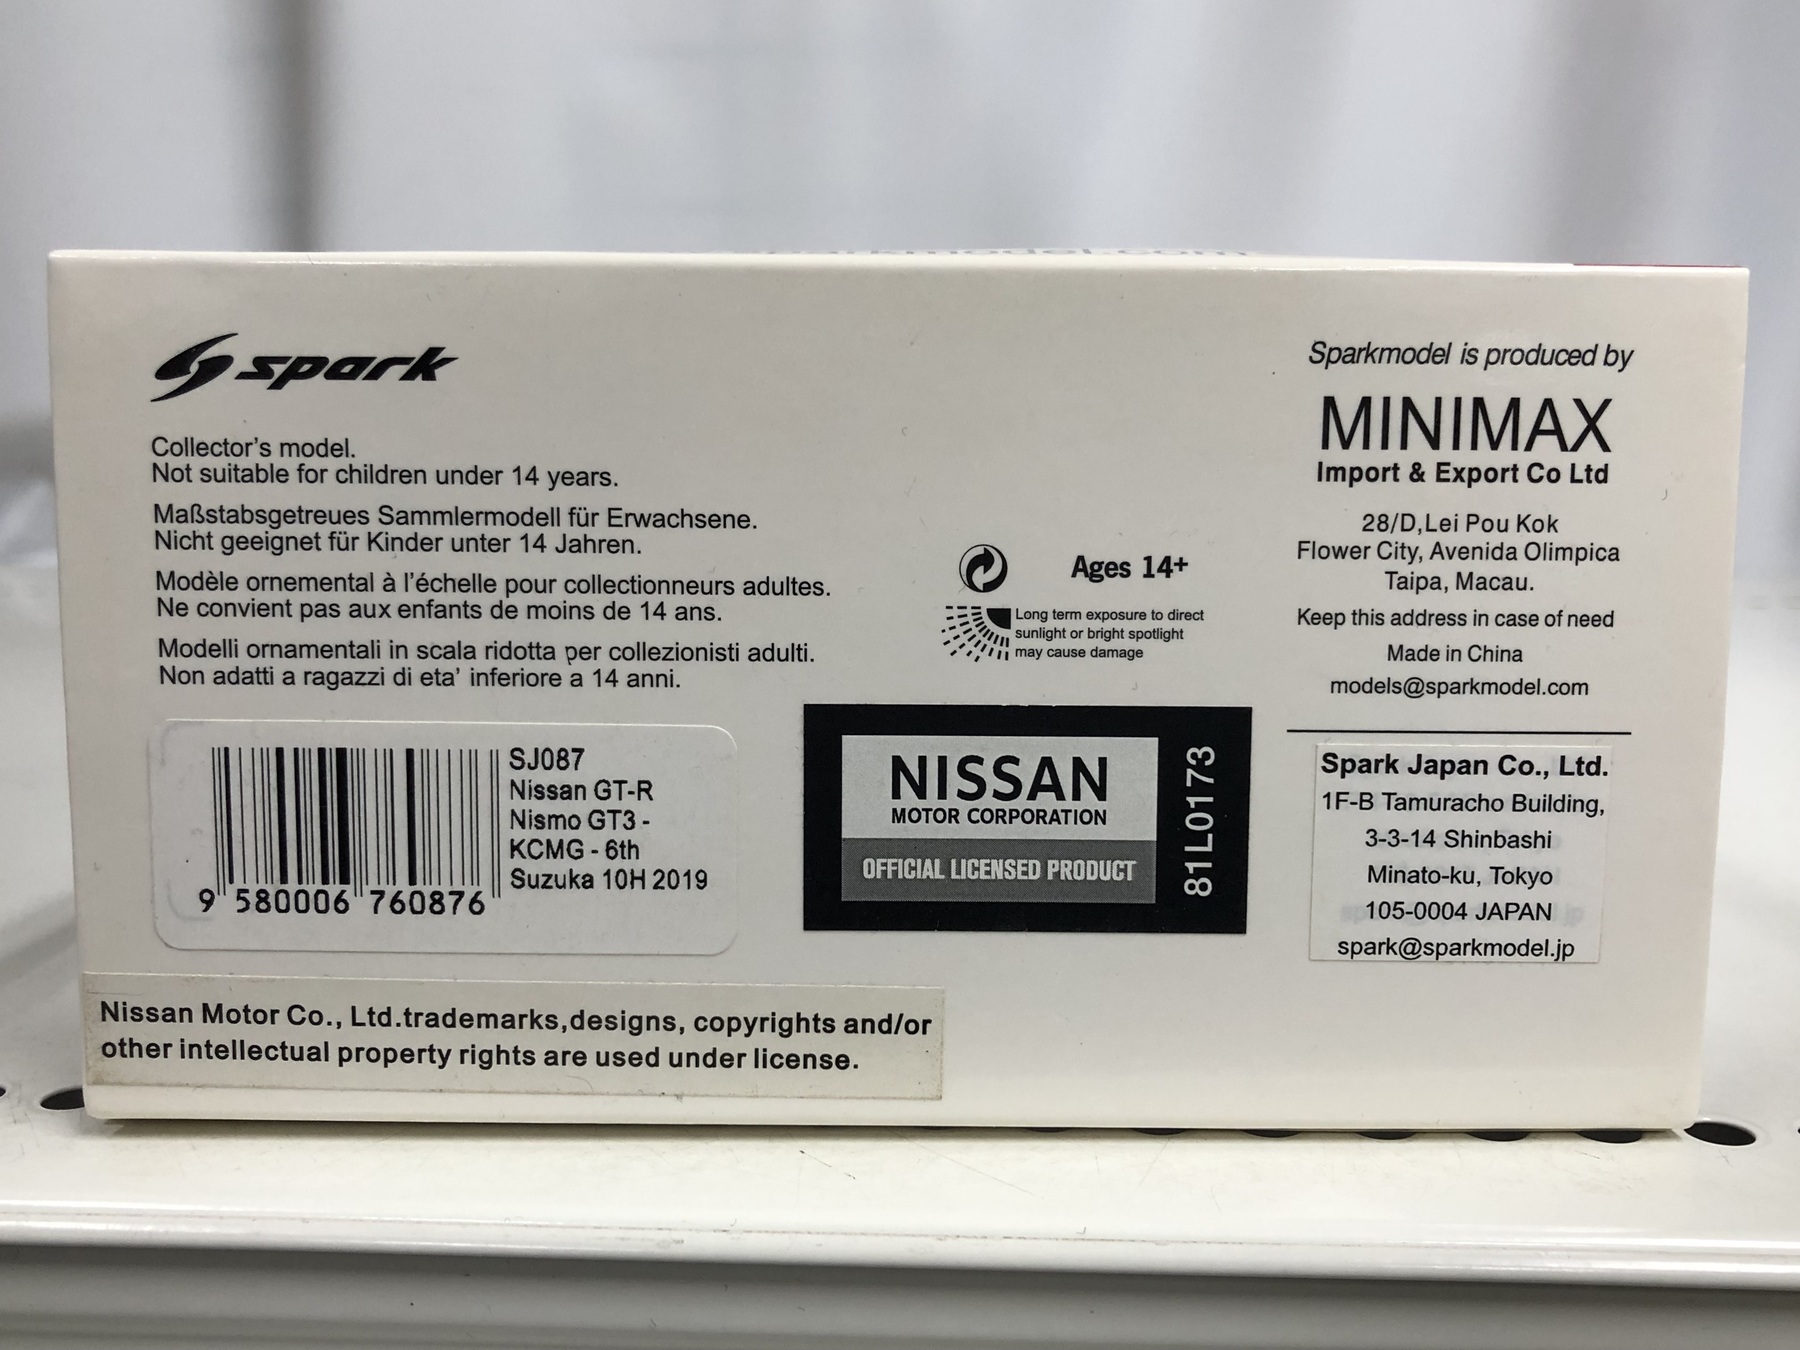 sparkmodel.com
spark
Collector's model.
Not suitable for children under 14 years.
Maßstabsgetreues Sammlermodell für Erwachsene.
Nicht geeignet für Kinder unter 14 Jahren.
Modèle ornemental à l'échelle pour collectionneurs adultes.
Ne convient pas aux enfants de moins de 14 ans.
Modelli ornamentali in scala ridotta per collezionisti adulti.
Non adatti a ragazzi di eta' inferiore a 14 anni.
SJ087
Nissan GT-R
Nismo GT3 -
KCMG - 6th
Suzuka 10H 2019
9 580006 760876
Nissan Motor Co., Ltd.trademarks,designs, copyrights and/or
other intellectual property rights are used under license.
Ages 14+
Long term exposure to direct
sunlight or bright spotlight
may cause damage
NISSAN
MOTOR CORPORATION
OFFICIAL LICENSED PRODUCT
81L0173
Sparkmodel is produced by
MINIMAX
Import & Export Co Ltd
28/D,Lei Pou Kok
Flower City, Avenida Olimpica
Taipa, Macau.
Keep this address in case of need
Made in China
models@sparkmodel.com
Spark Japan Co., Ltd.
1F-B Tamuracho Building,
3-3-14 Shinbashi
Minato-ku, Tokyo
105-0004 JAPAN
spark@sparkmodel.jp